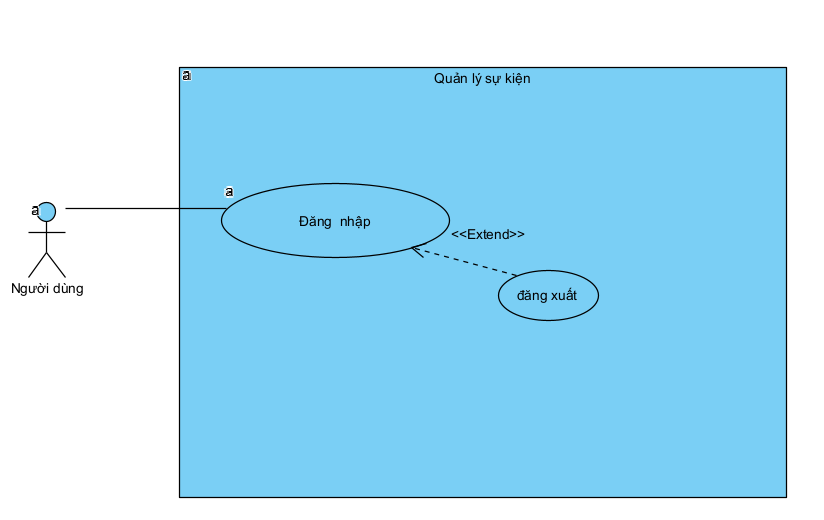 a
Quản lý sự kiện
a
Đăng nhập
a
<<Extend>>
Người dùng
đăng xuất